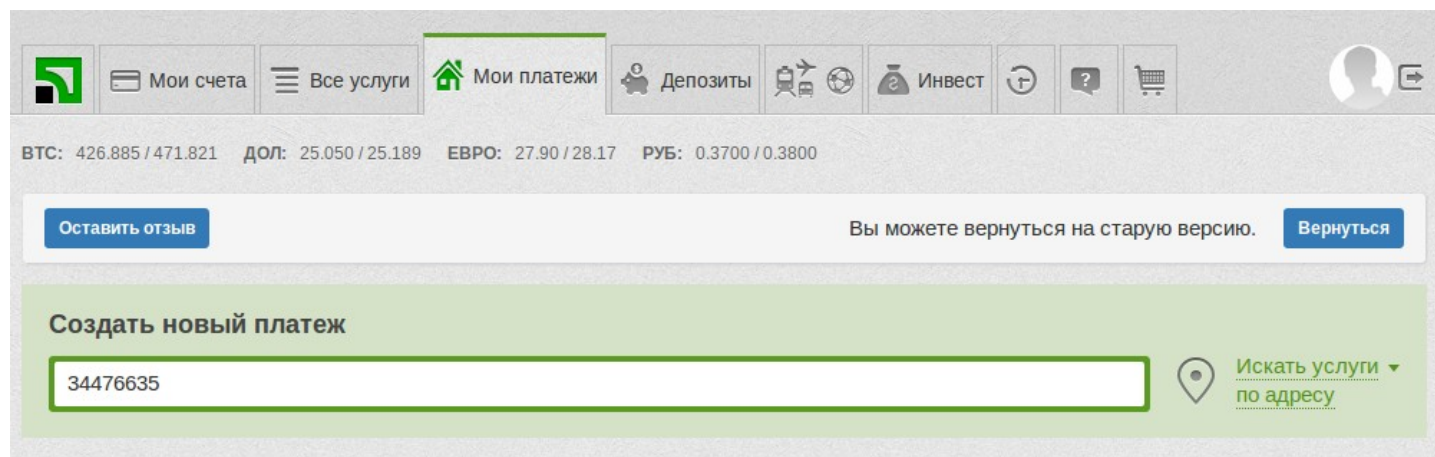 Мои счета Все услуги Мои платежи Депозиты Инвест
BTC: 426.885 / 471.821 ДОЛ: 25.050 / 25.189 ЕВРО: 27.90 / 28.17 РУБ: 0.3700 / 0.3800
Оставить отзыв Вы можете вернуться на старую версию. Вернуться
Создать новый платеж
34476635
Искать услуги
по адресу